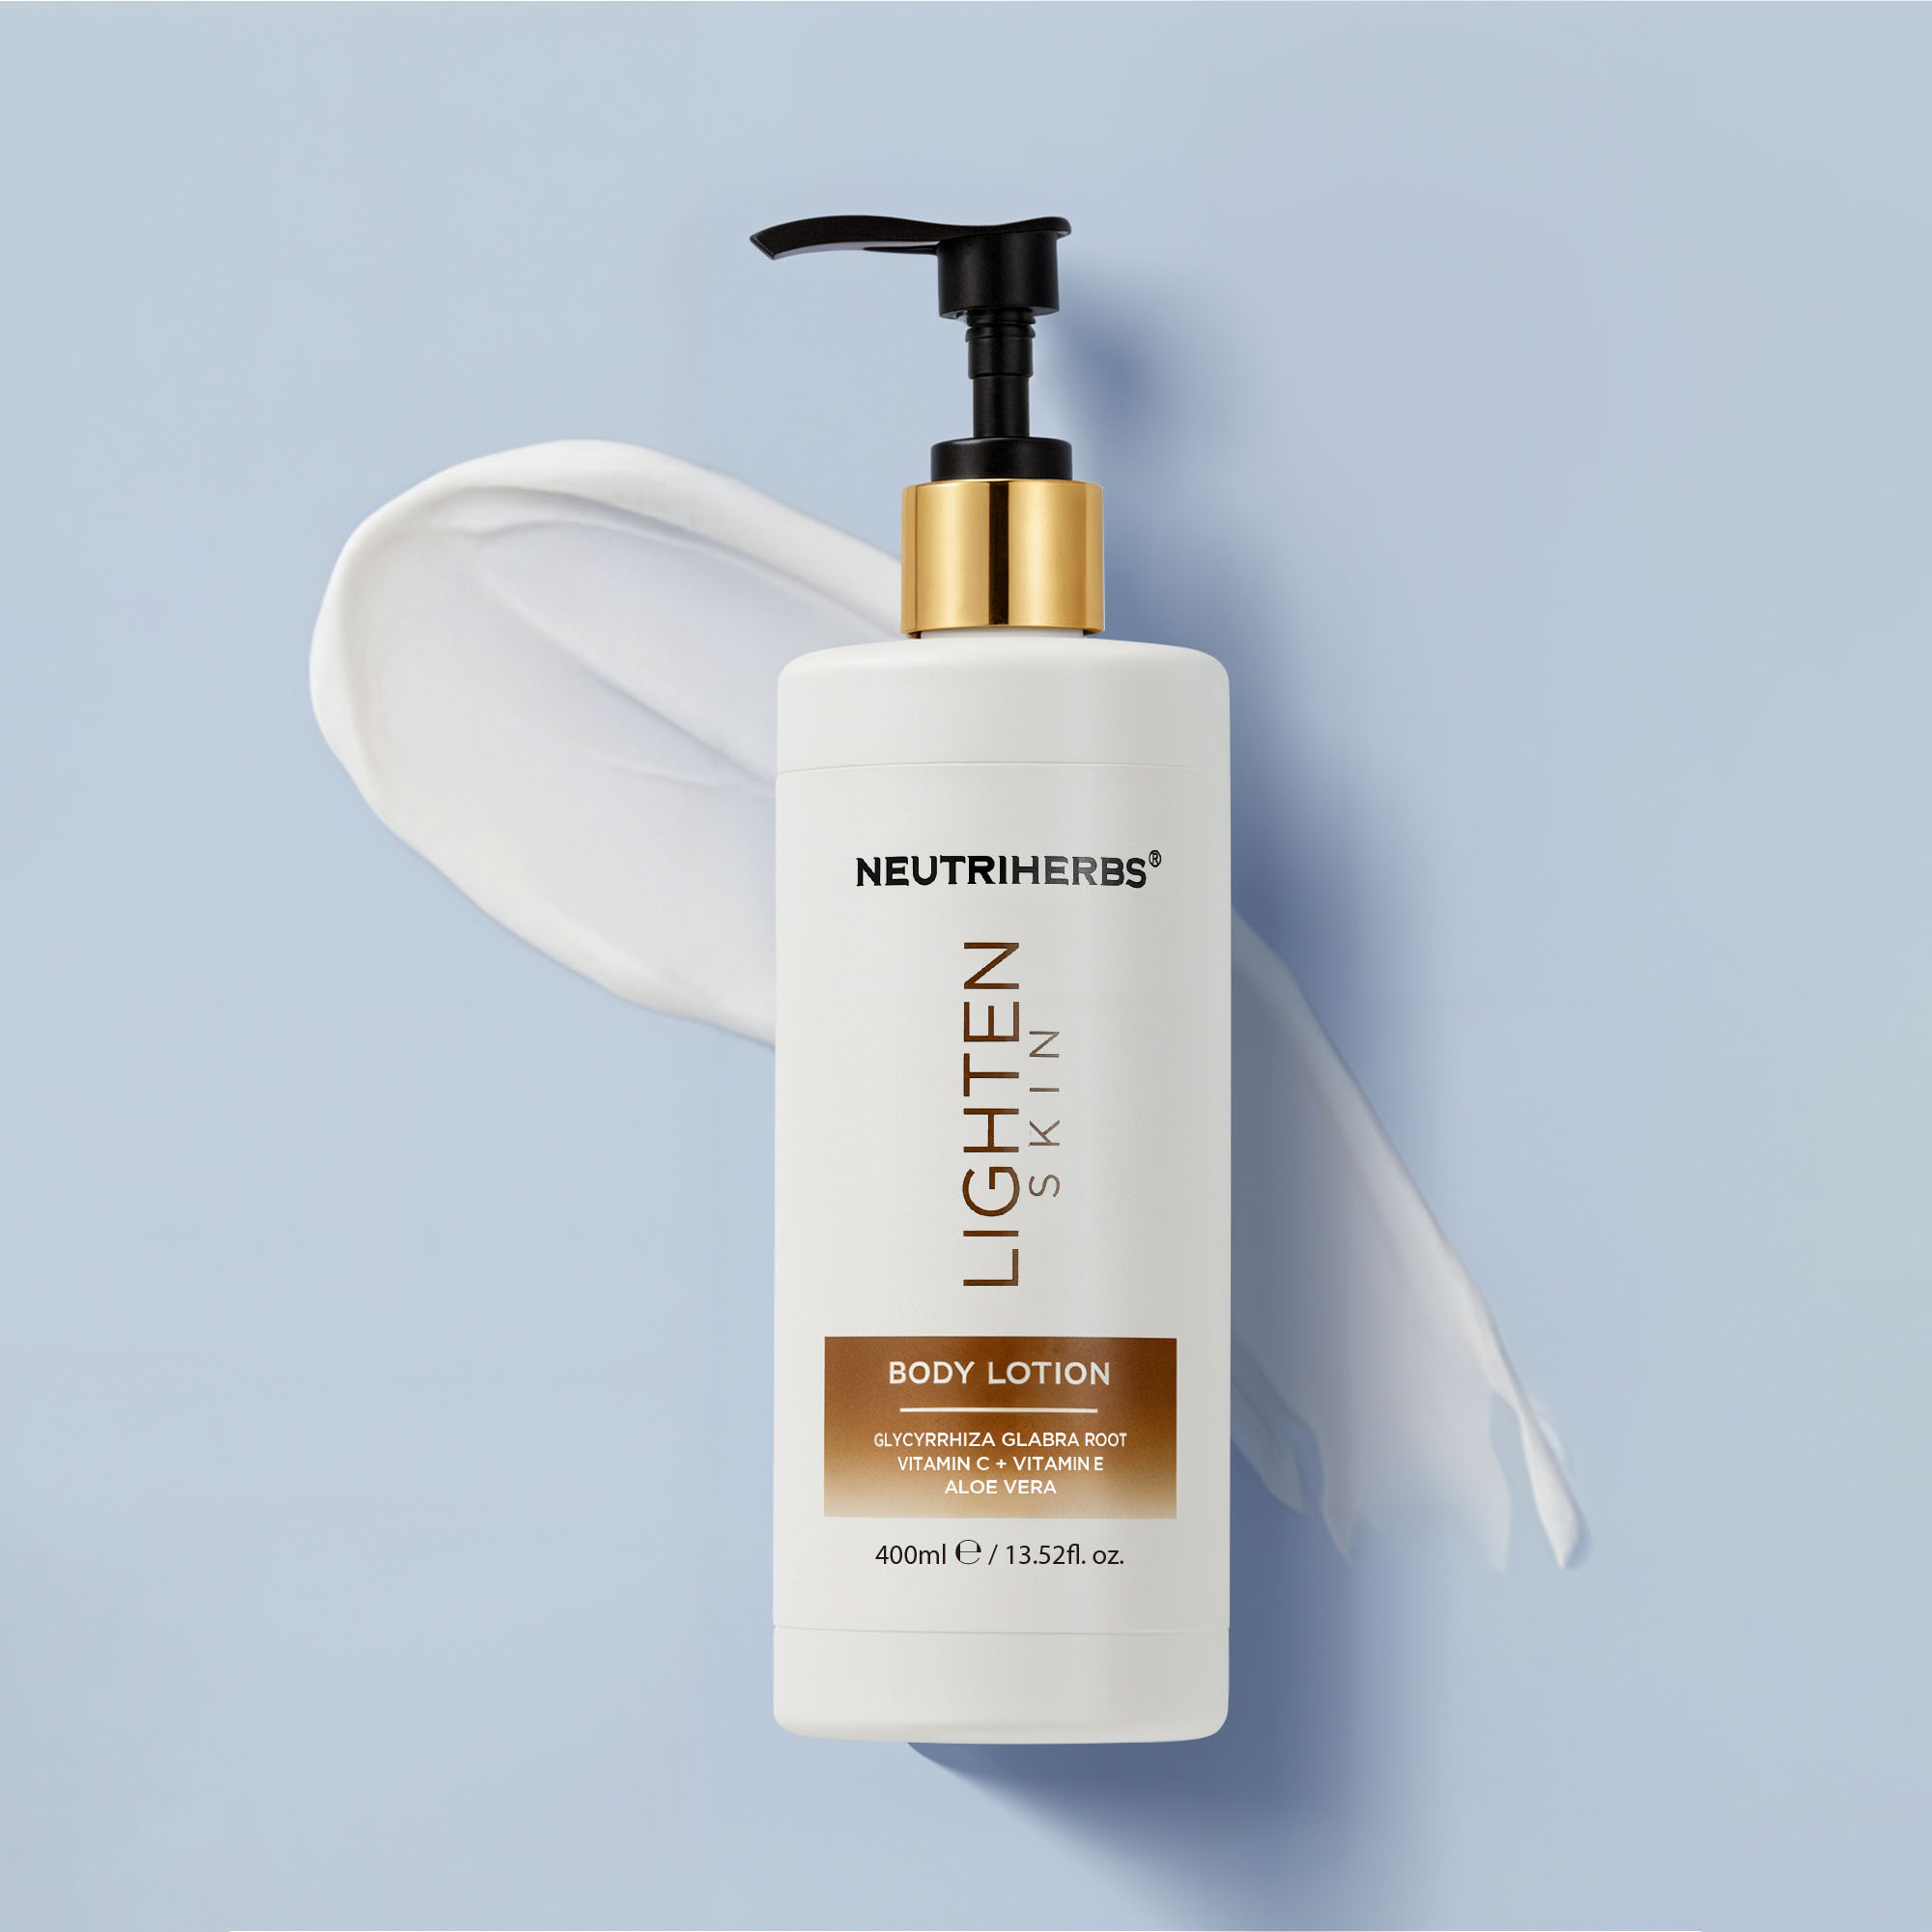 NEUTRIHERBS®
LIGHTEN
SKIN
BODY LOTION
GLYCYRRHIZA GLABRA ROOT
VITAMIN C + VITAMIN E
ALOE VERA
400ml ℮ / 13.52fl. oz.